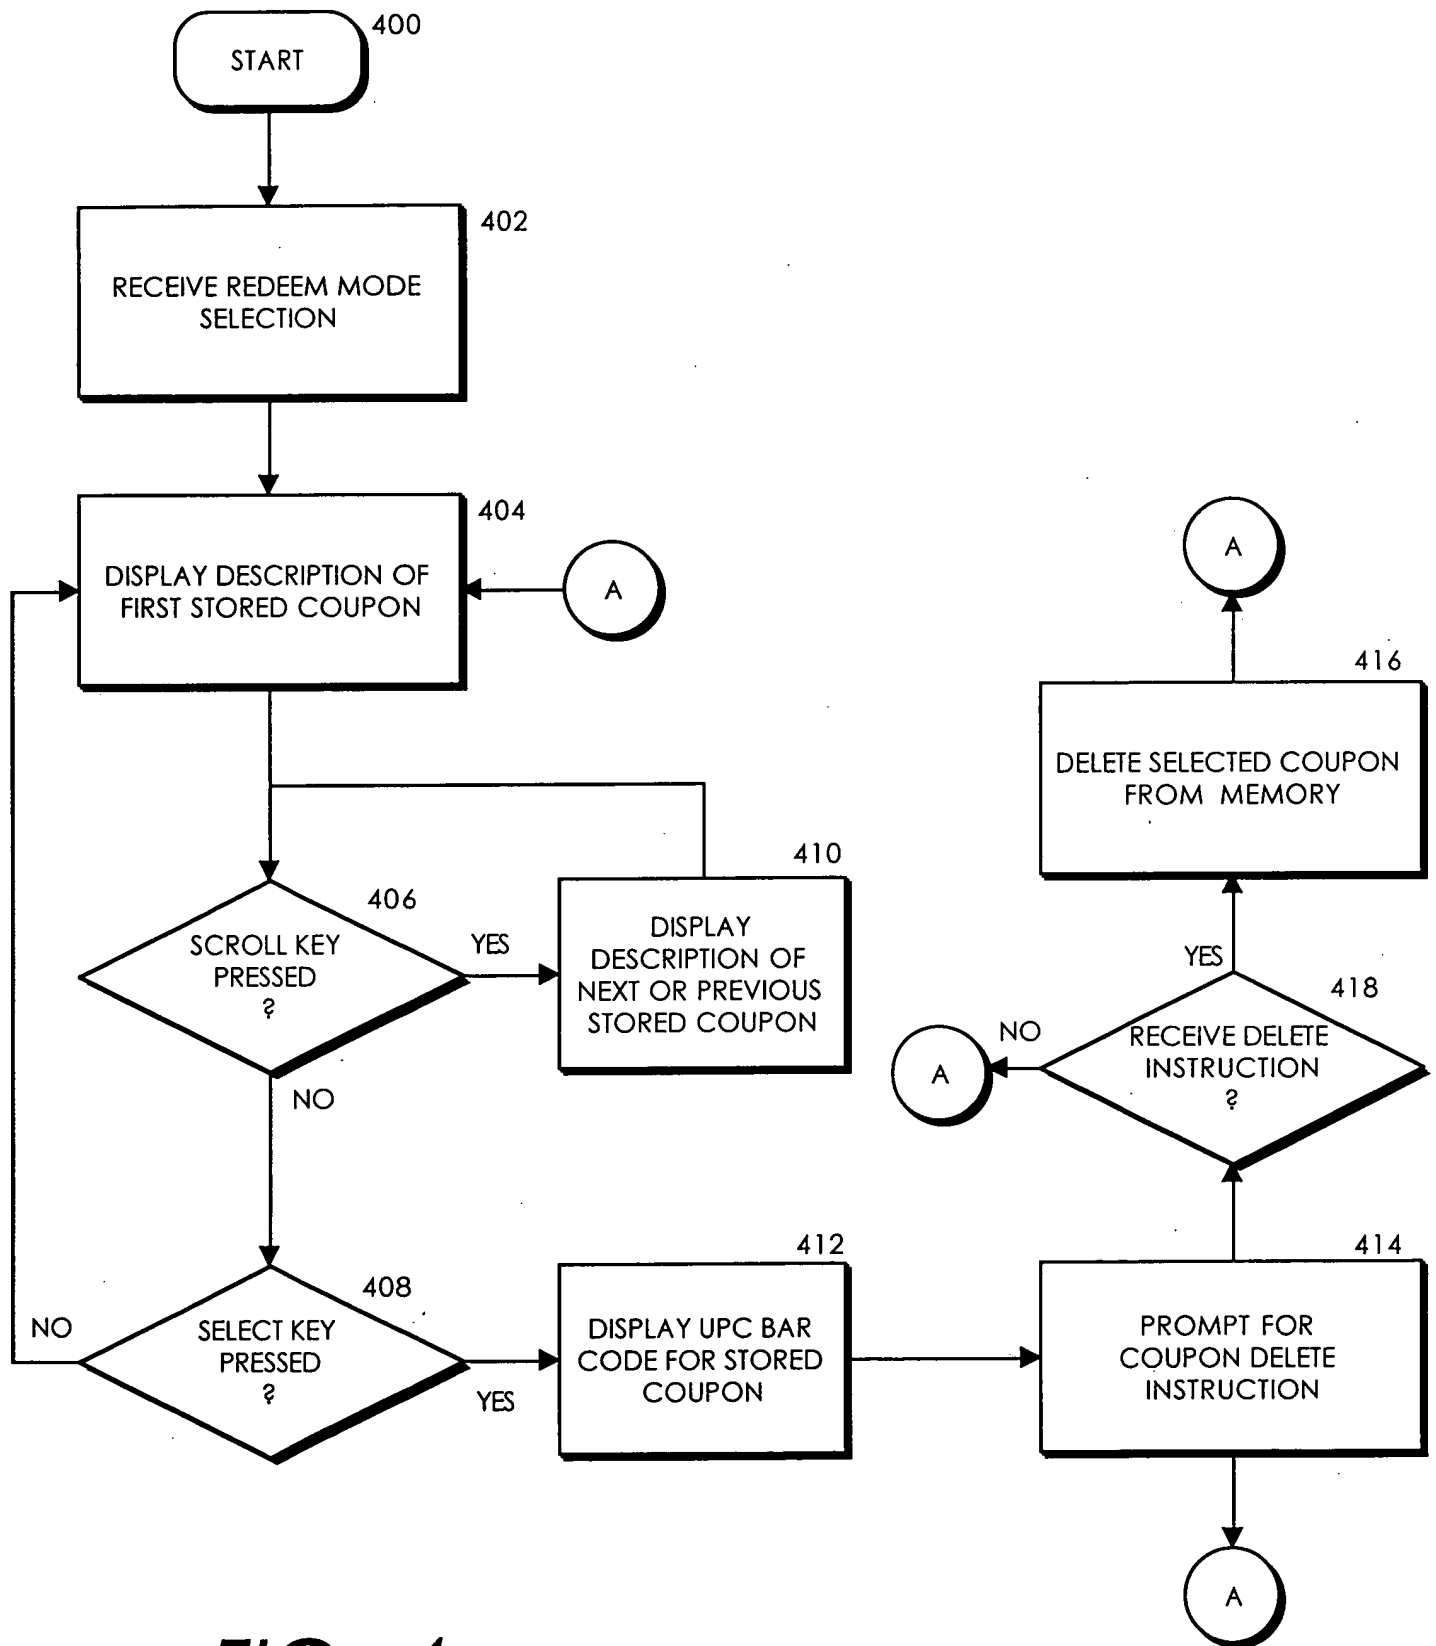 400
START
402
RECEIVE REDEEM MODE
SELECTION
404
DISPLAY DESCRIPTION OF
FIRST STORED COUPON
A
A
416
DELETE SELECTED COUPON
FROM MEMORY
406
SCROLL KEY
PRESSED
?
YES
NO
410
DISPLAY
DESCRIPTION OF
NEXT OR PREVIOUS
STORED COUPON
YES
418
RECEIVE DELETE
INSTRUCTION
?
NO
A
408
SELECT KEY
PRESSED
?
NO
YES
412
DISPLAY UPC BAR
CODE FOR STORED
COUPON
414
PROMPT FOR
COUPON DELETE
INSTRUCTION
A